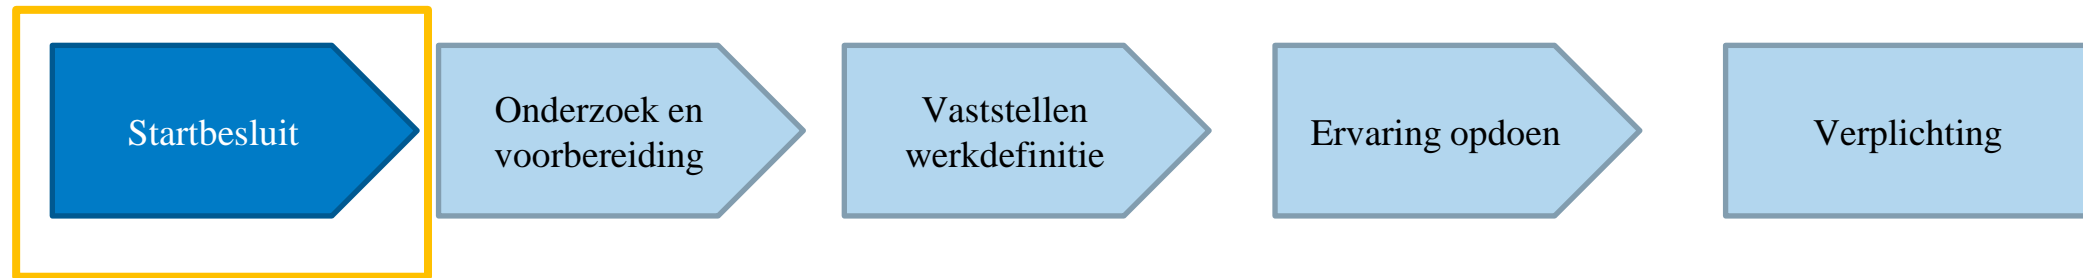 Startbesluit
Onderzoek en
voorbereiding
Vaststellen
werkdefinitie
Ervaring opdoen
Verplichting